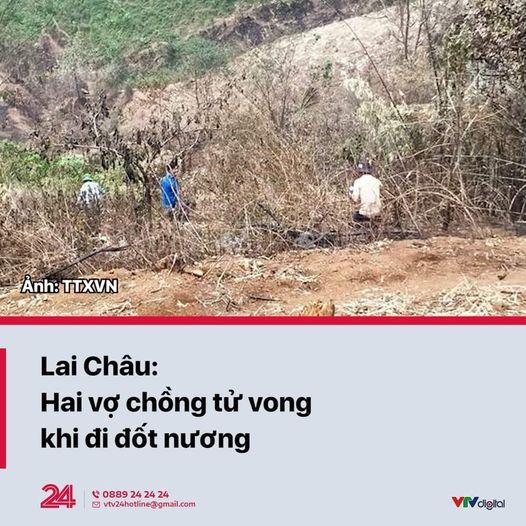 Ảnh: TTXVN
Lai Châu:
Hai vợ chồng tử vong
khi đi đốt nương
24
0889 24 24 24
vtv24hotline@gmail.com
VTVdigital